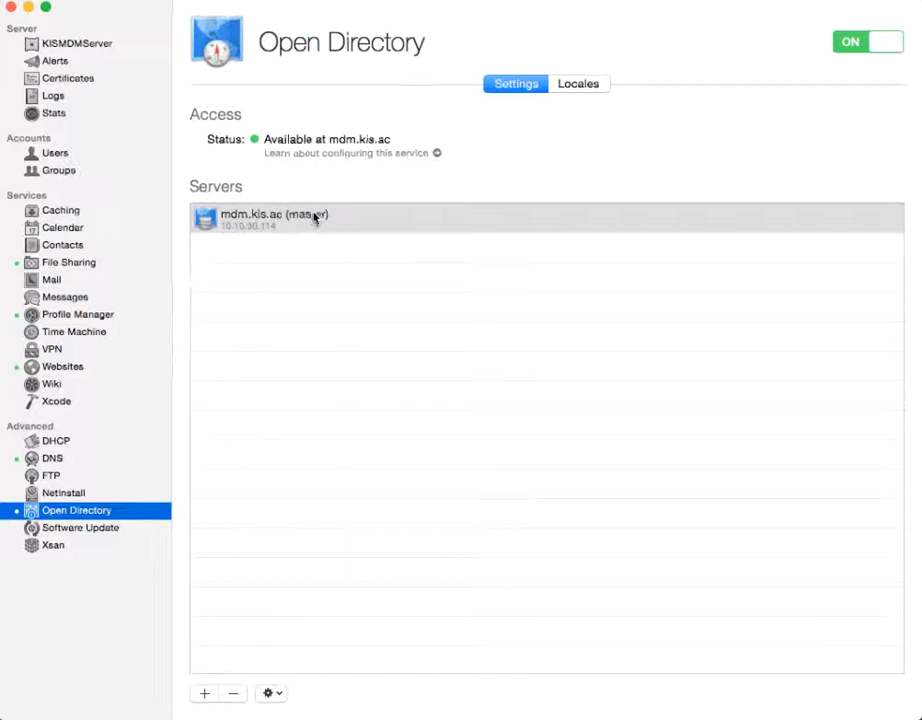 Server
KISMDMServer
Alerts
Certificates
Logs
Stats
Accounts
Users
Groups
Services
Caching
Calendar
Contacts
File Sharing
Mail
Messages
Profile Manager
Time Machine
VPN
Websites
Wiki
Xcode
Advanced
DHCP
DNS
FTP
NetInstall
Open Directory
Software Update
Xsan
Open Directory
ON
Settings Locales
Access
Status: Available at mdm.kis.ac
Learn about configuring this service
Servers
mdm.kis.ac (master)
10.10.30.114